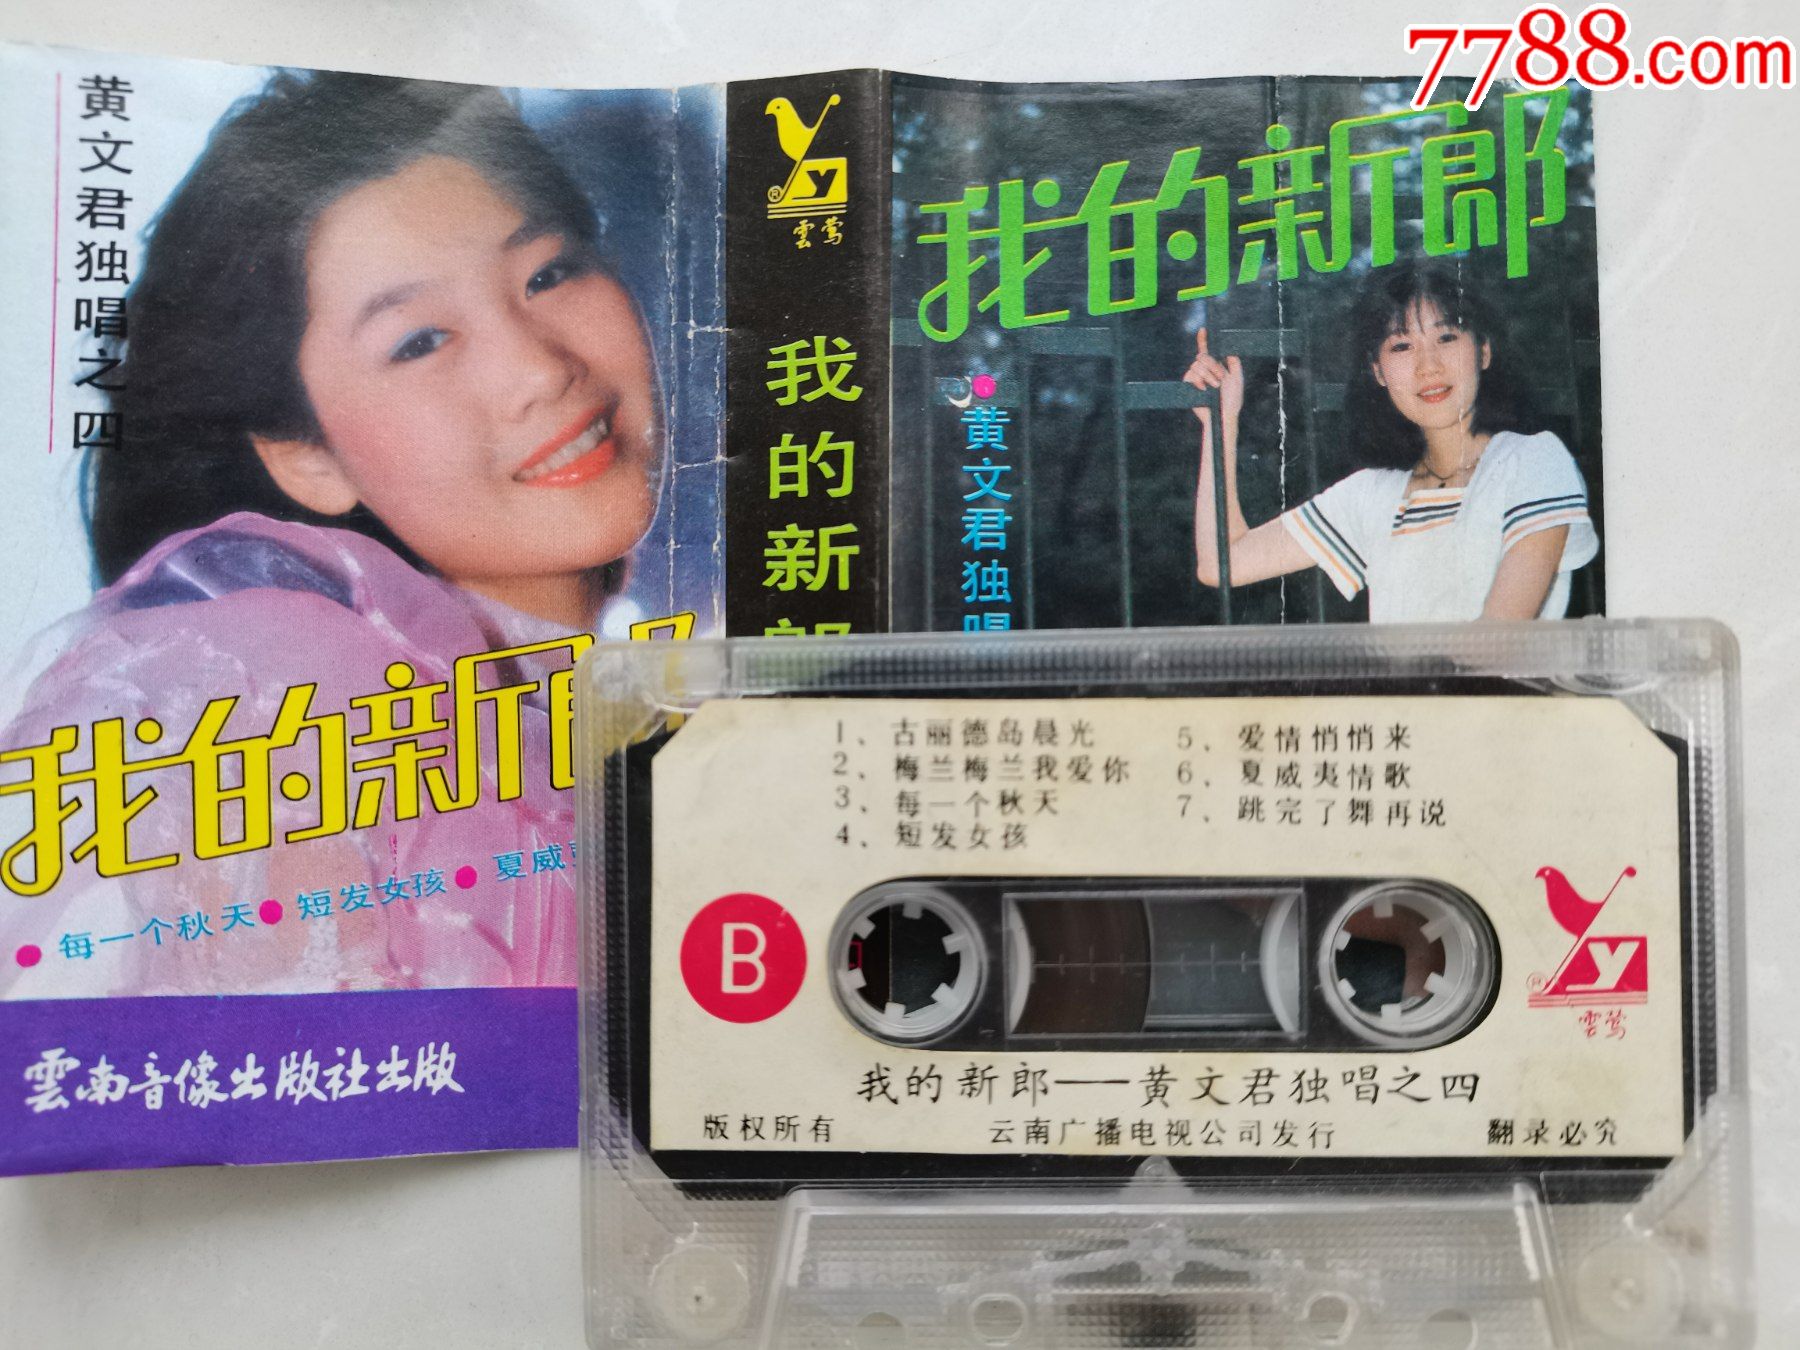 7788.com
黄文君独唱之四
我的新郎
每一个秋天
短发女孩
夏威
雲南音像出版社出版
y
®
雲莺
我的新郎
我的新郎
黄文君独唱
1、古丽德岛晨光
2、梅兰梅兰我爱你
3、每一个秋天
4、短发女孩
5、爱情悄悄来
6、夏威夷情歌
7、跳完了舞再说
B
y
®
雲莺
我的新郎——黄文君独唱之四
版权所有 云南广播电视公司发行 翻录必究